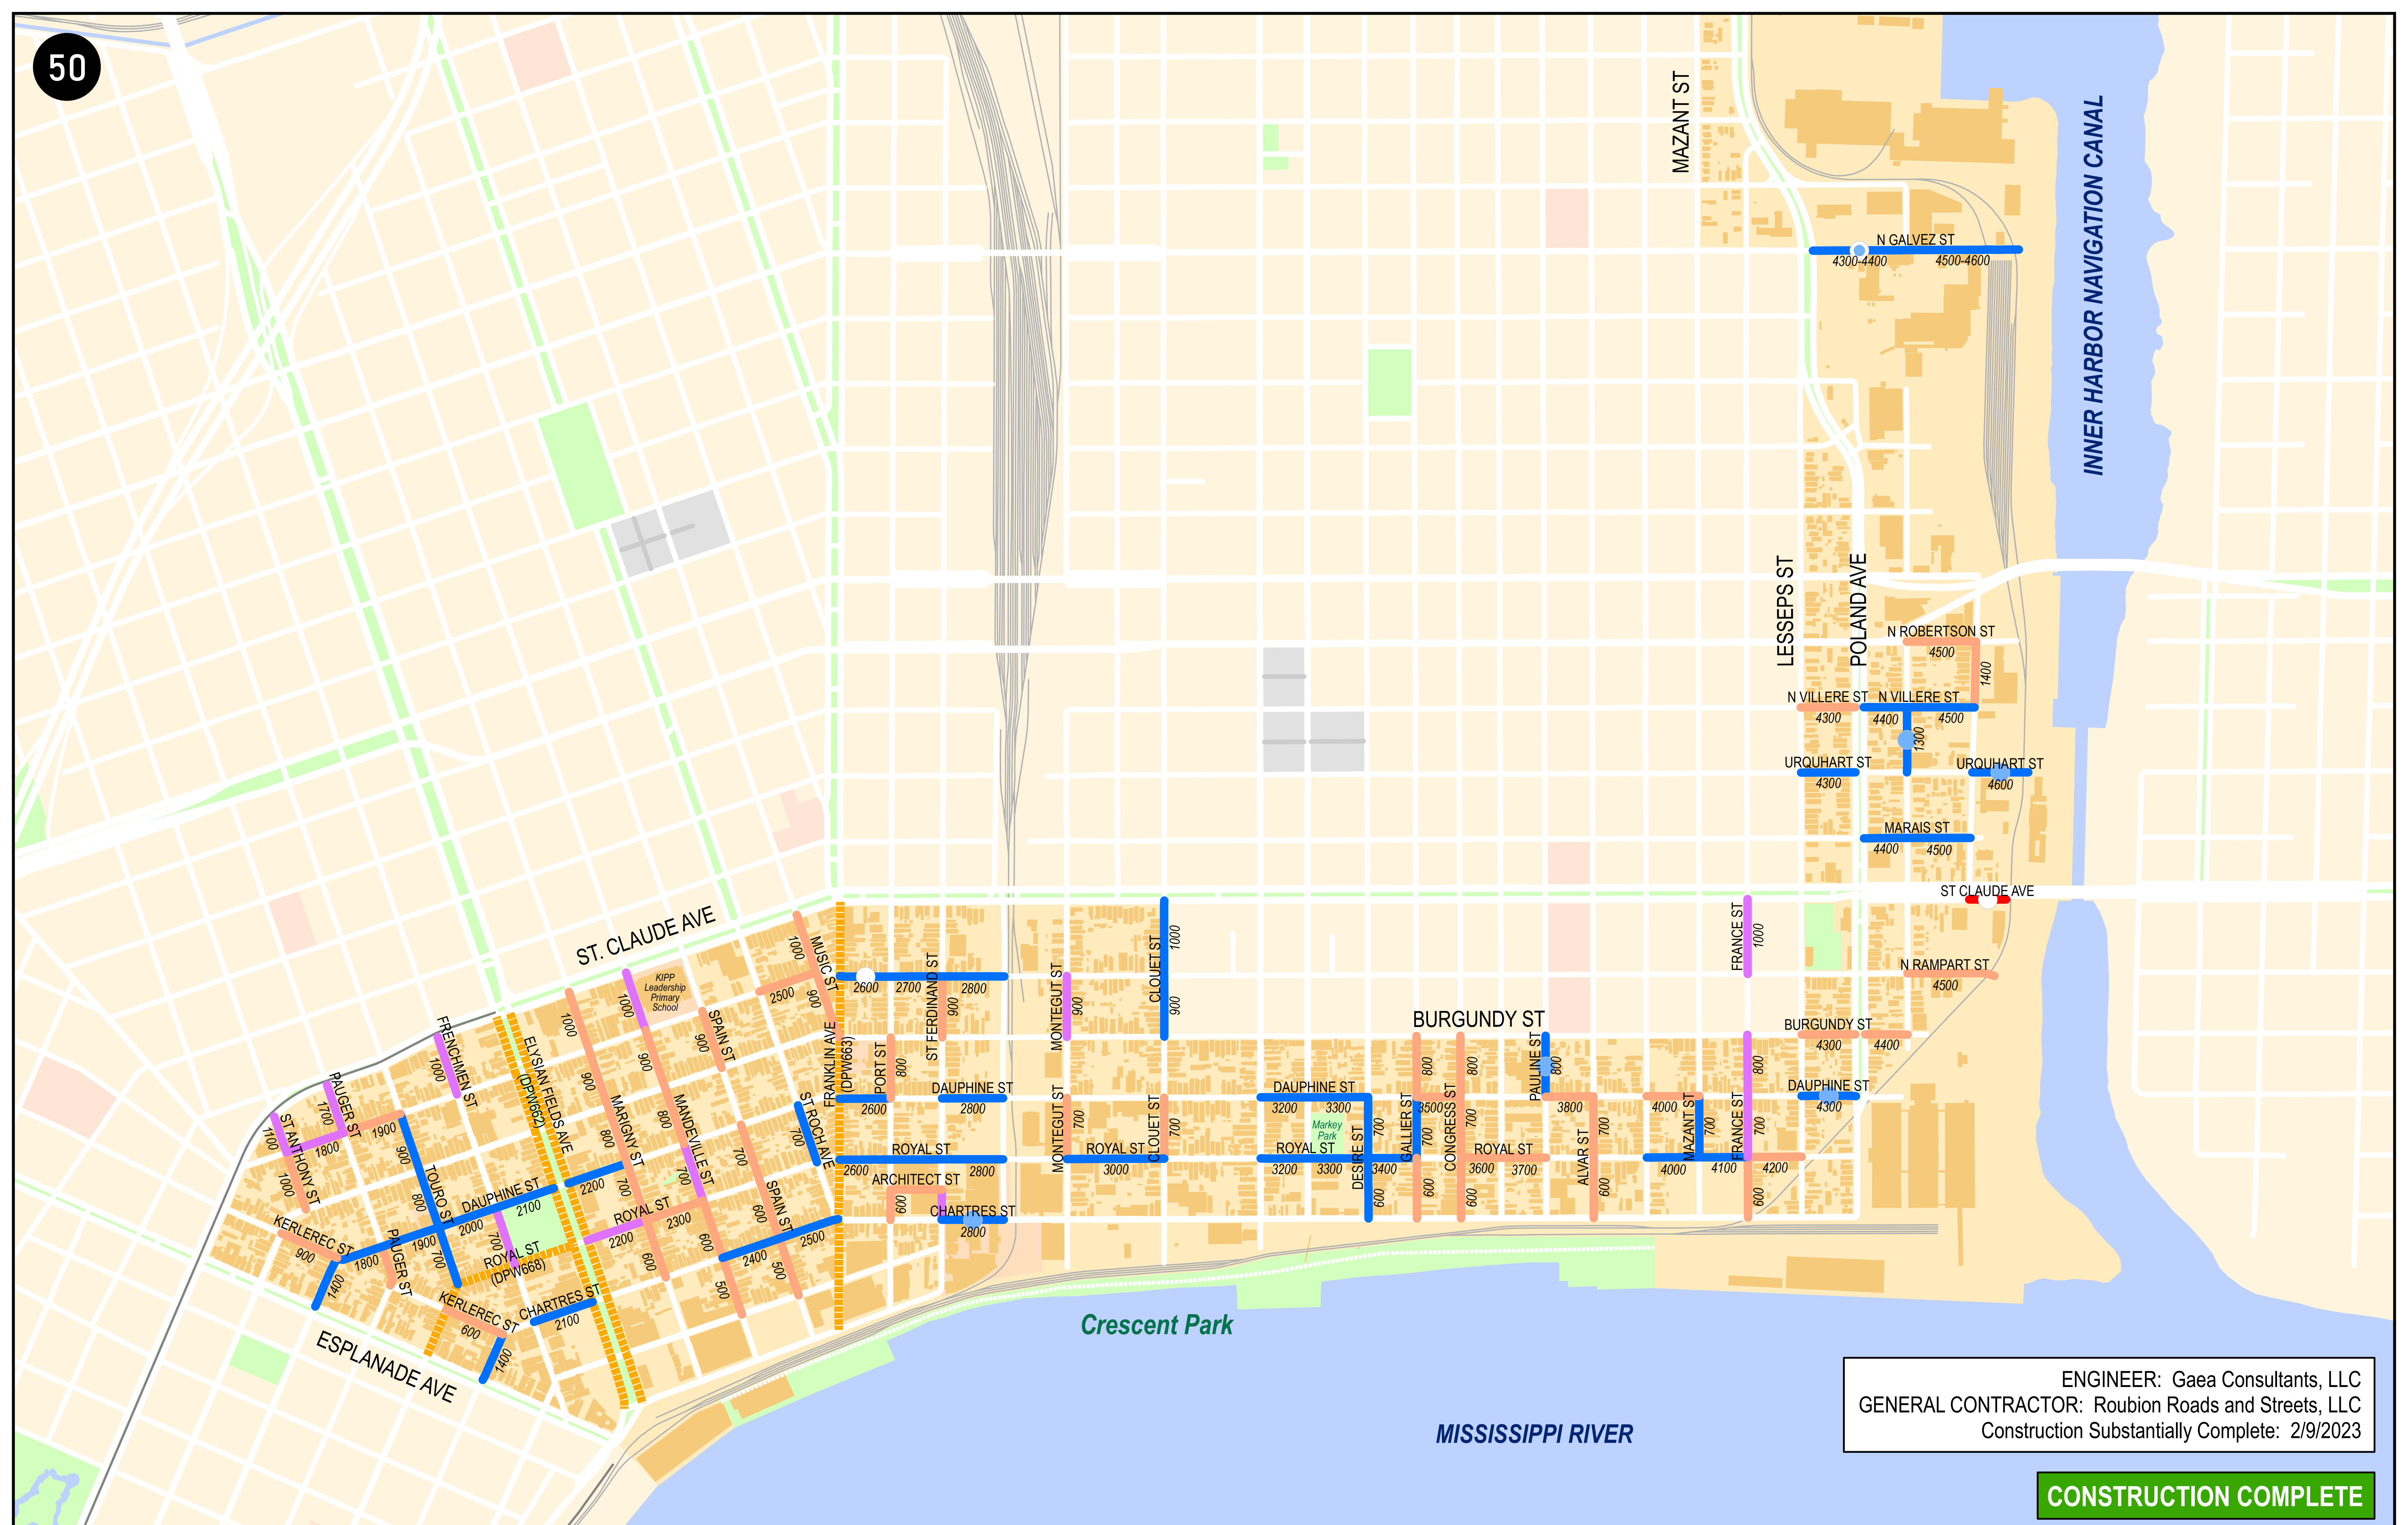 50
MAZANT ST
INNER HARBOR NAVIGATION CANAL
N GALVEZ ST
4300-4400
4500-4600
LESSEPS ST
POLAND AVE
N ROBERTSON ST
4500
1400
N VILLERE ST
4300
N VILLERE ST
4400
4500
1300
URQUHART ST
4300
URQUHART ST
4600
MARAIS ST
4400
4500
ST CLAUDE AVE
N RAMPART ST
4500
BURGUNDY ST
4300
4400
DAUPHINE ST
4300
FRANCE ST
1000
FRANCE ST
800
700
600
ST. CLAUDE AVE
KIPP
Leadership
Primary
School
MUSIC ST
1000
900
2500
FRANKLIN AVE
(DPW663)
2600
2700
2800
ST FERDINAND ST
900
PORT ST
800
MONTEGUT ST
900
CLOUET ST
1000
900
BURGUNDY ST
DAUPHINE ST
2600
2800
ROYAL ST
2600
2800
ARCHITECT ST
600
CHARTRES ST
2800
MONTEGUT ST
700
CLOUET ST
700
ROYAL ST
3000
DAUPHINE ST
3200
3300
Markey
Park
ROYAL ST
3200
3300
3400
DESIRE ST
700
600
GALLIER ST
800
700
600
3500
CONGRESS ST
800
700
600
PAULINE ST
800
ROYAL ST
3600
3700
3800
ALVAR ST
700
600
4000
MAZANT ST
700
4000
4100
4200
FRENCHMEN ST
1000
PAUGER ST
1700
ST ANTHONY ST
1100
1000
1800
1900
TOURO ST
900
800
700
KERLEREC ST
900
1400
PAUGER ST
DAUPHINE ST
1800
1900
2000
2100
2200
700
ROYAL ST
(DPW668)
ELYSIAN FIELDS AVE
(DPW662)
MARIGNY ST
1000
900
800
700
600
MANDEVILLE ST
1000
900
800
700
600
500
SPAIN ST
900
SPAIN ST
700
600
500
ST ROCH AVE
700
ROYAL ST
2200
2300
2400
2500
KERLEREC ST
600
CHARTRES ST
2100
1400
ESPLANADE AVE
Crescent Park
MISSISSIPPI RIVER
ENGINEER: Gaea Consultants, LLC
GENERAL CONTRACTOR: Roubion Roads and Streets, LLC
Construction Substantially Complete: 2/9/2023
CONSTRUCTION COMPLETE